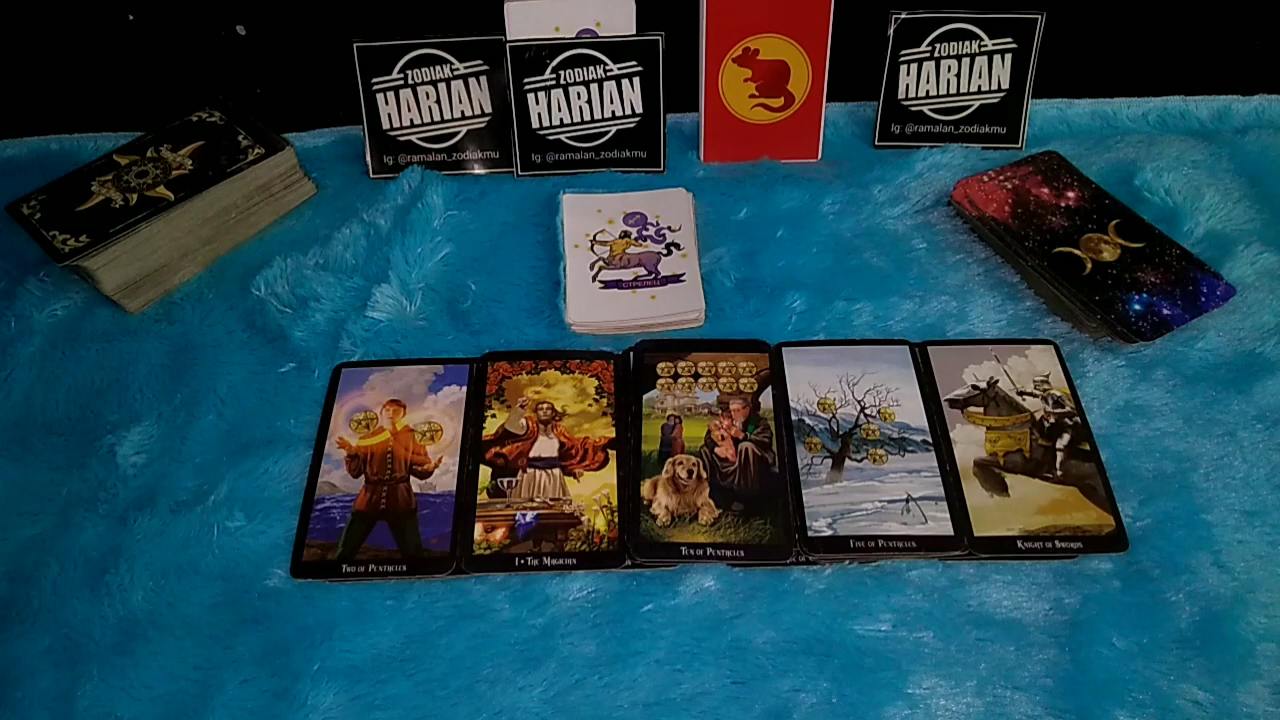 ZODIAK
HARIAN
Ig: @ramalan_zodiakmu
ZODIAK
HARIAN
Ig: @ramalan_zodiakmu
ZODIAK
HARIAN
Ig: @ramalan_zodiakmu
СТРЕЛЕЦ
Two of Pentacles
I • The Magician
Ten of Pentacles
Five of Pentacles
Knight of Swords